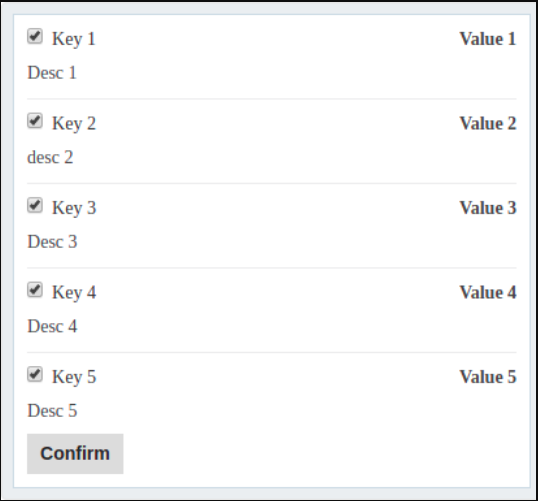 Key 1 Value 1
Desc 1
Key 2 Value 2
desc 2
Key 3 Value 3
Desc 3
Key 4 Value 4
Desc 4
Key 5 Value 5
Desc 5
Confirm